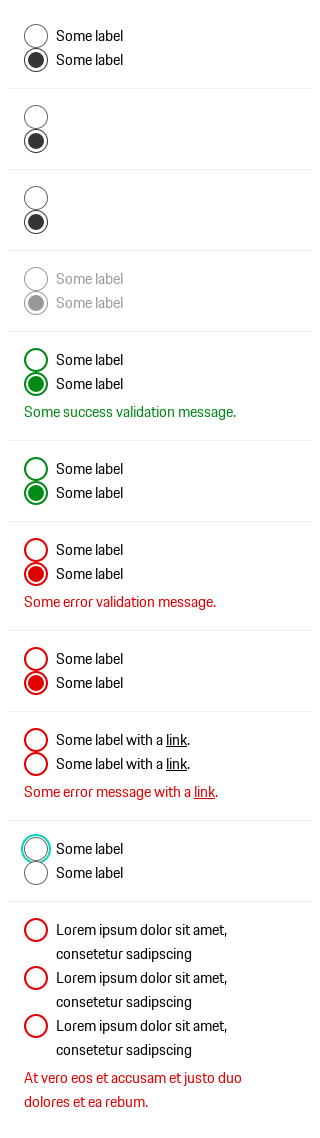 Some label
Some label
Some label
Some label
Some label
Some label
Some success validation message.
Some label
Some label
Some label
Some label
Some error validation message.
Some label
Some label
Some label with a link.
Some label with a link.
Some error message with a link.
Some label
Some label
Lorem ipsum dolor sit amet,
consetetur sadipscing
Lorem ipsum dolor sit amet,
consetetur sadipscing
Lorem ipsum dolor sit amet,
consetetur sadipscing
At vero eos et accusam et justo duo
dolores et ea rebum.